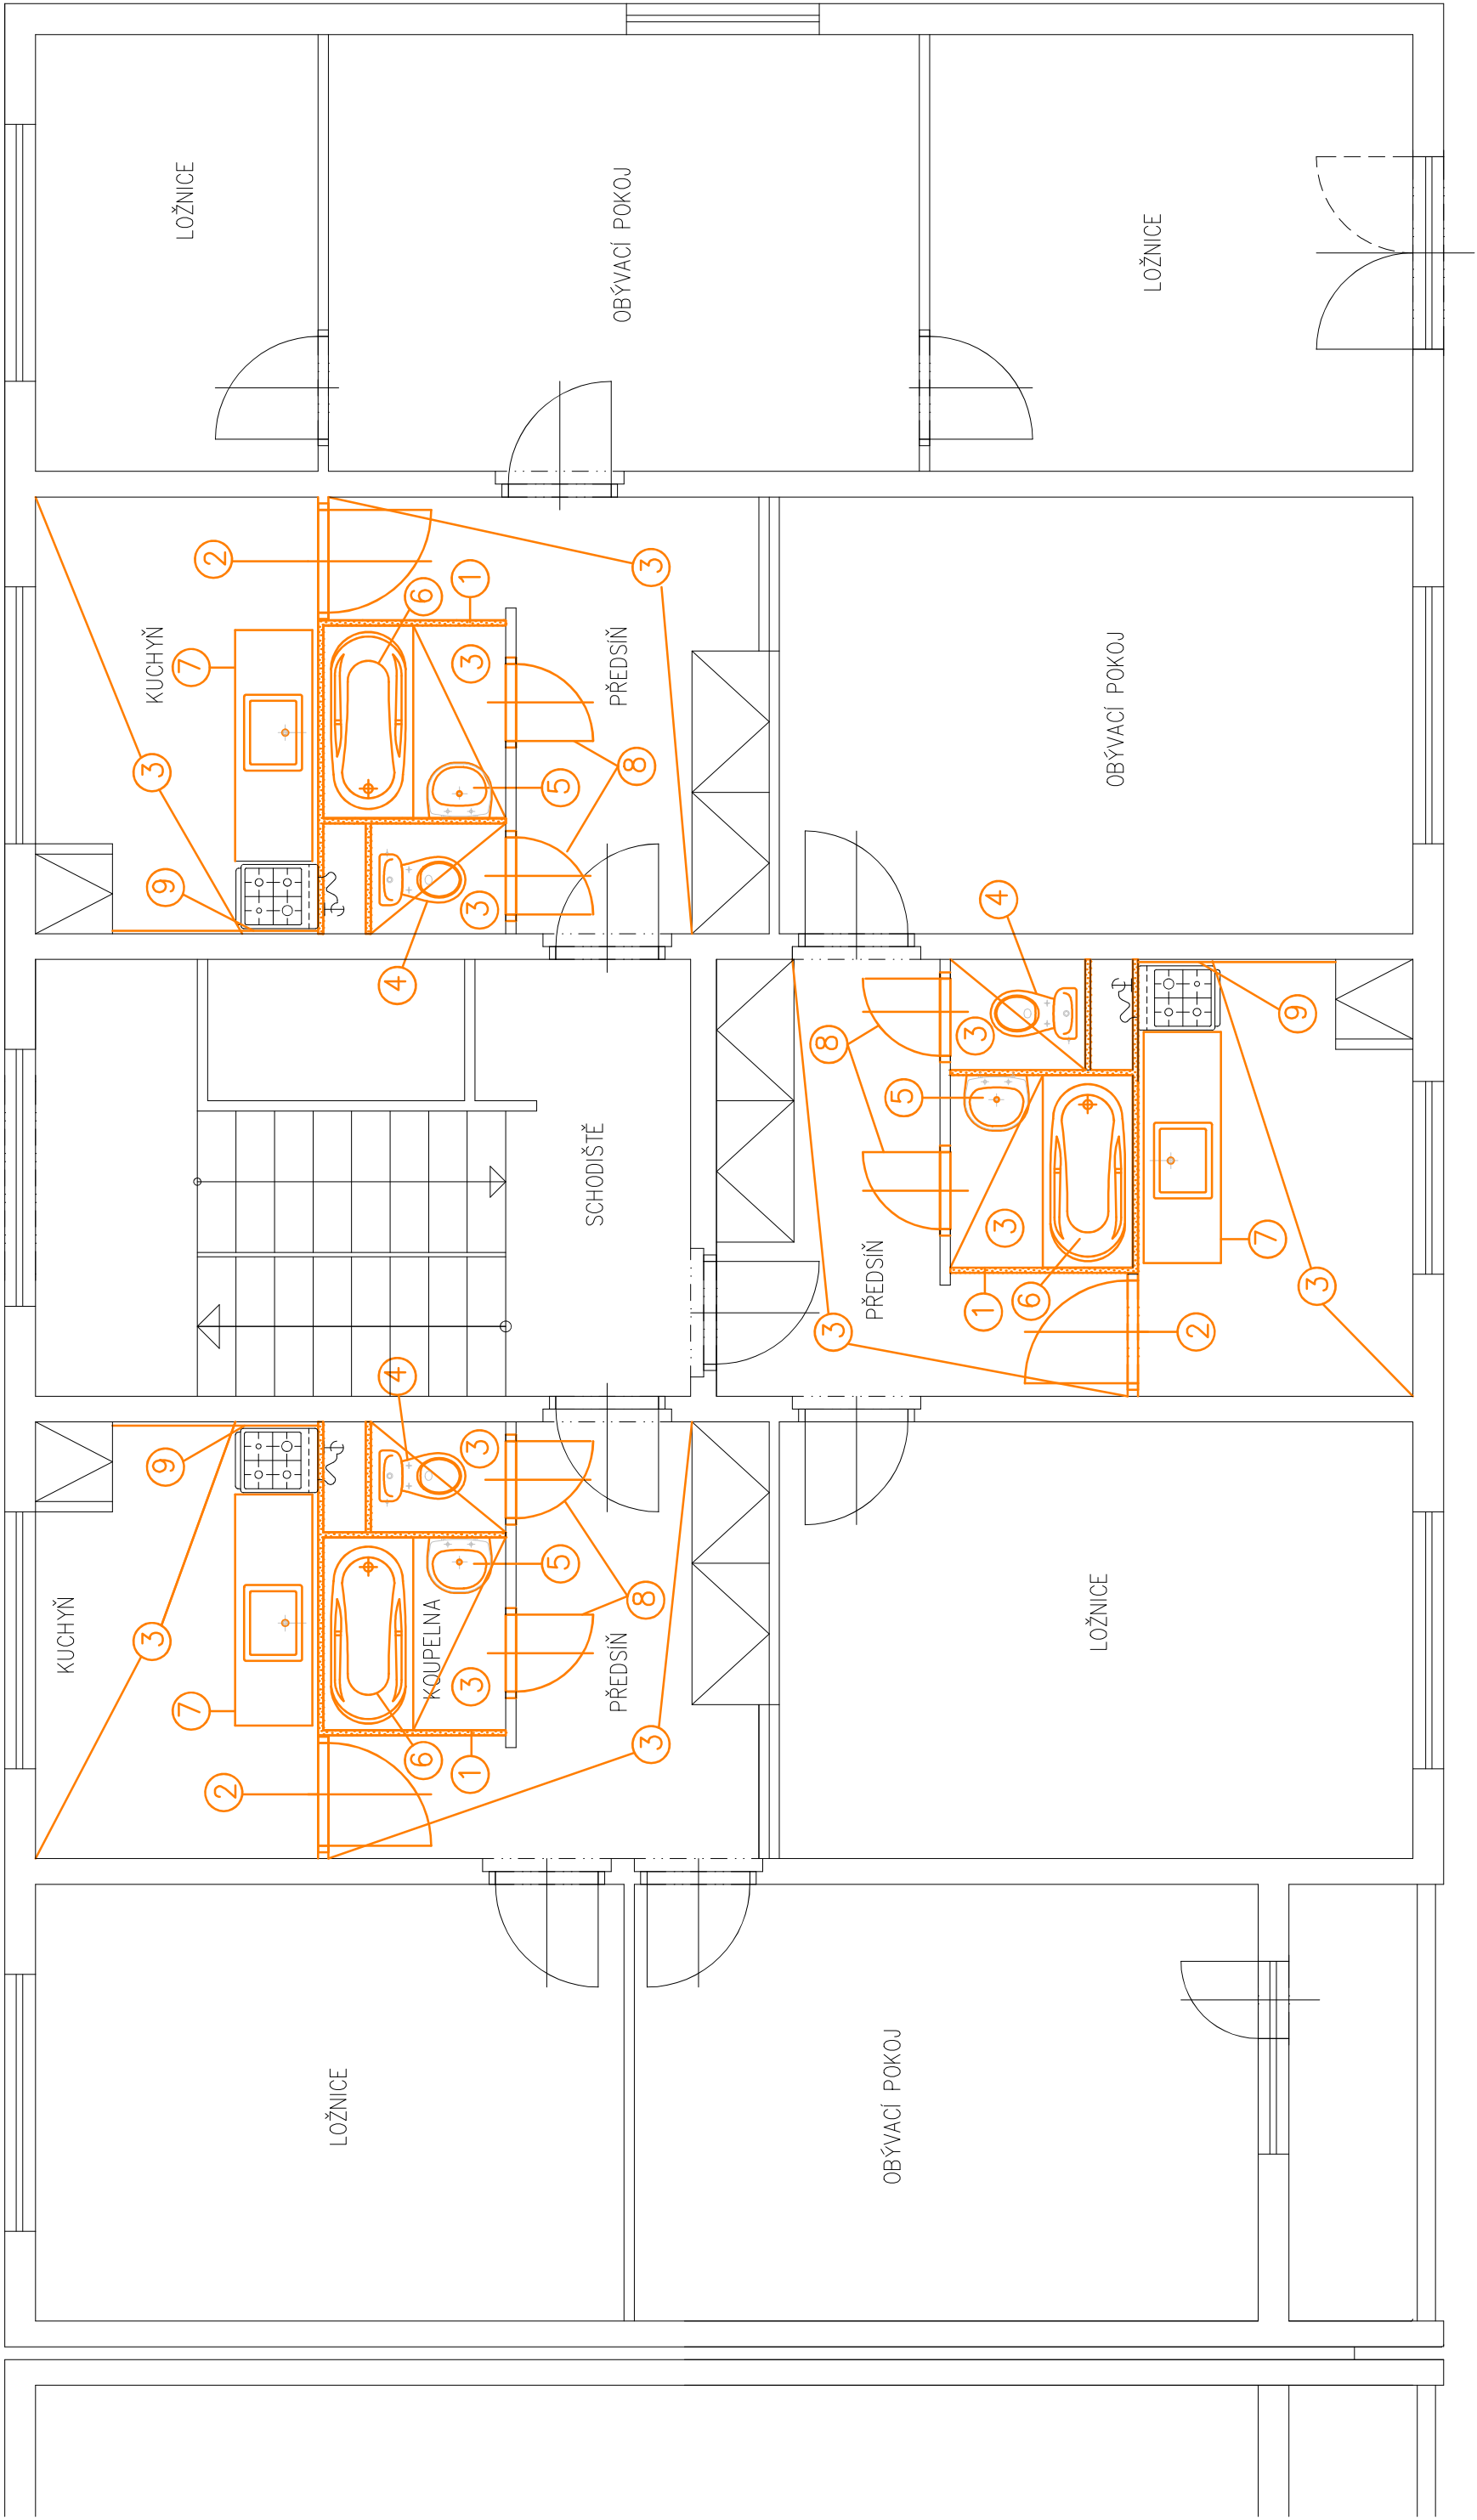 KUCHYŇ
3
3
KUCHYŇ
9
9
LOŽNICE
7
7
2
2
LOŽNICE
4
4
6
6
KOUPELNA
1
3
3
1
3
3
5
5
SCHODIŠTĚ
PŘEDSÍŇ
PŘEDSÍŇ
OBÝVACÍ POKOJ
8
8
3
3
8
3
PŘEDSÍŇ
OBÝVACÍ POKOJ
5
3
1
4
3
6
LOŽNICE
OBÝVACÍ POKOJ
LOŽNICE
2
7
9
3